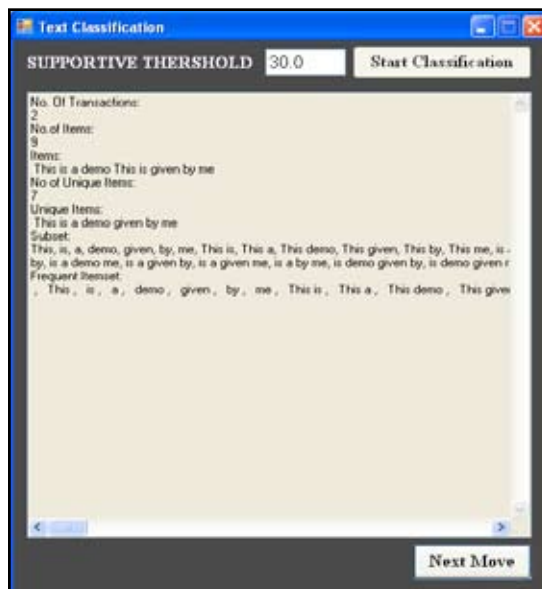 Text Classification
SUPPORTIVE THERSHOLD 30.0 Start Classification
No. Of Transactions:
2
No.of Items:
9
Items:
This is a demo This is given by me
No of Unique Items:
7
Unique Items:
This is a demo given by me
Subset:
This, is, a, demo, given, by, me, This is, This a, This demo, This given, This by, This me, is
by, is a demo me, is a given by, is a given me, is a by me, is demo given by, is demo given
Frequent Itemset:
, This , is , a , demo , given , by , me , This is , This a , This demo , This
Next Move